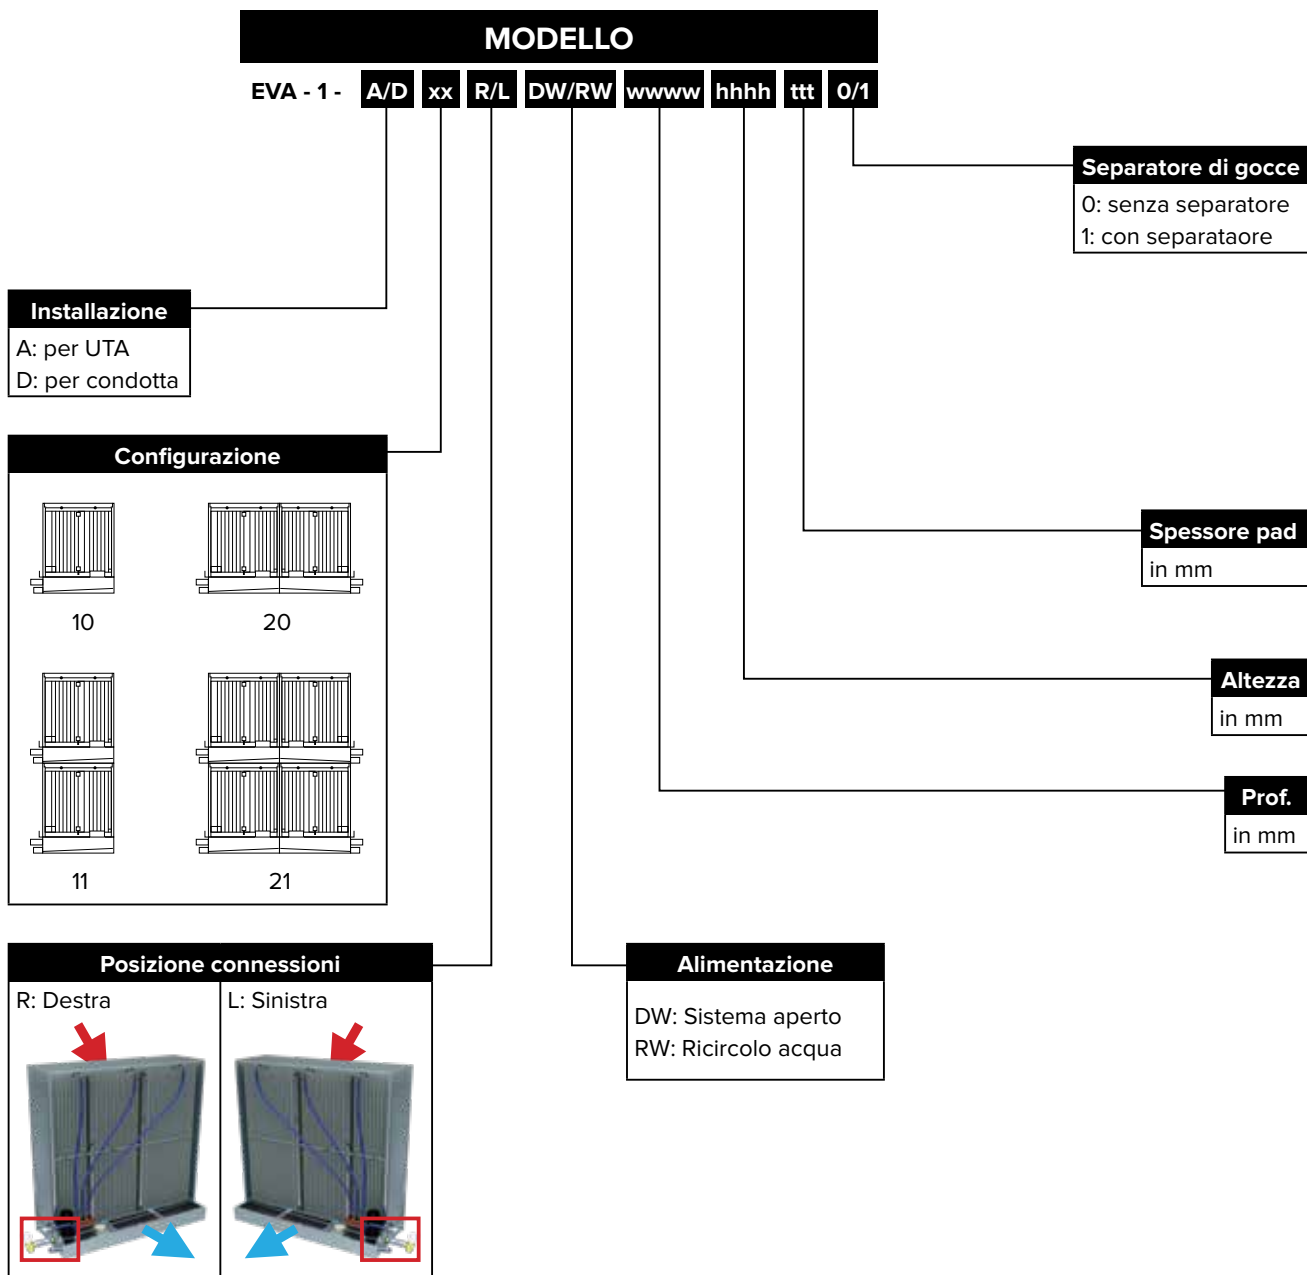 MODELLO
EVA - 1 - A/D xx R/L DW/RW wwww hhhh ttt 0/1
Separatore di gocce
0: senza separatore
1: con separataore
Installazione
A: per UTA
D: per condotta
Configurazione
10 20
11 21
Spessore pad
in mm
Altezza
in mm
Prof.
in mm
Posizione connessioni
R: Destra L: Sinistra
Alimentazione
DW: Sistema aperto
RW: Ricircolo acqua